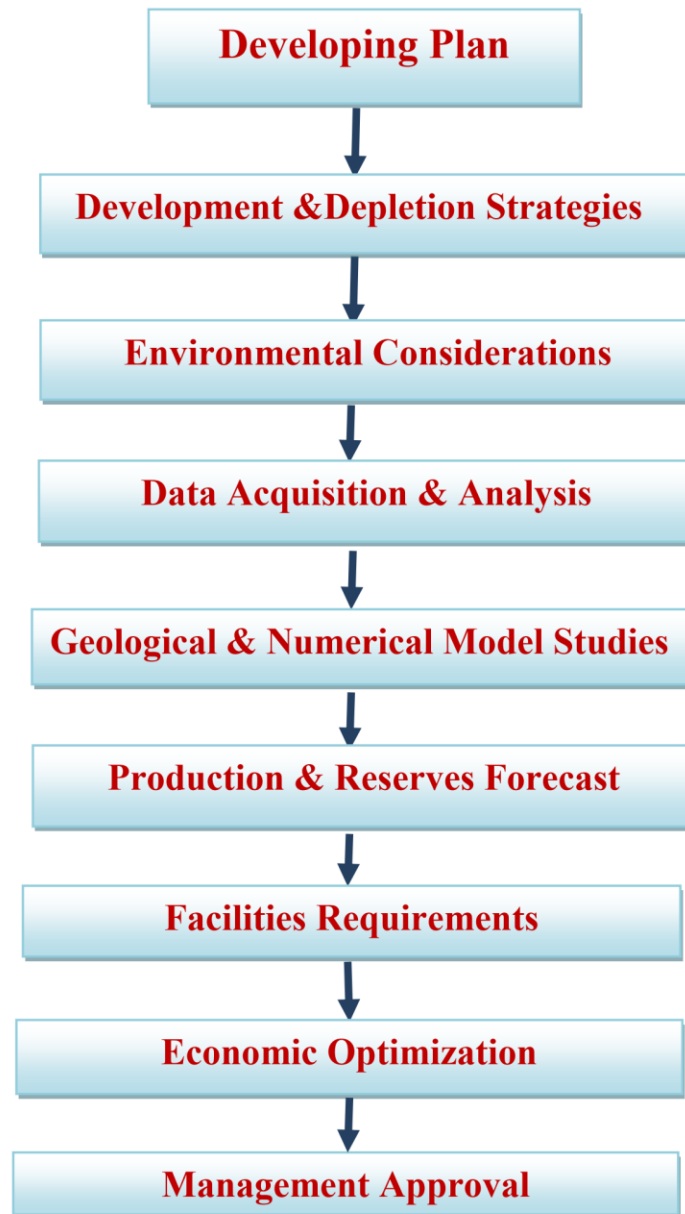 Developing Plan
Development &Depletion Strategies
Environmental Considerations
Data Acquisition & Analysis
Geological & Numerical Model Studies
Production & Reserves Forecast
Facilities Requirements
Economic Optimization
Management Approval